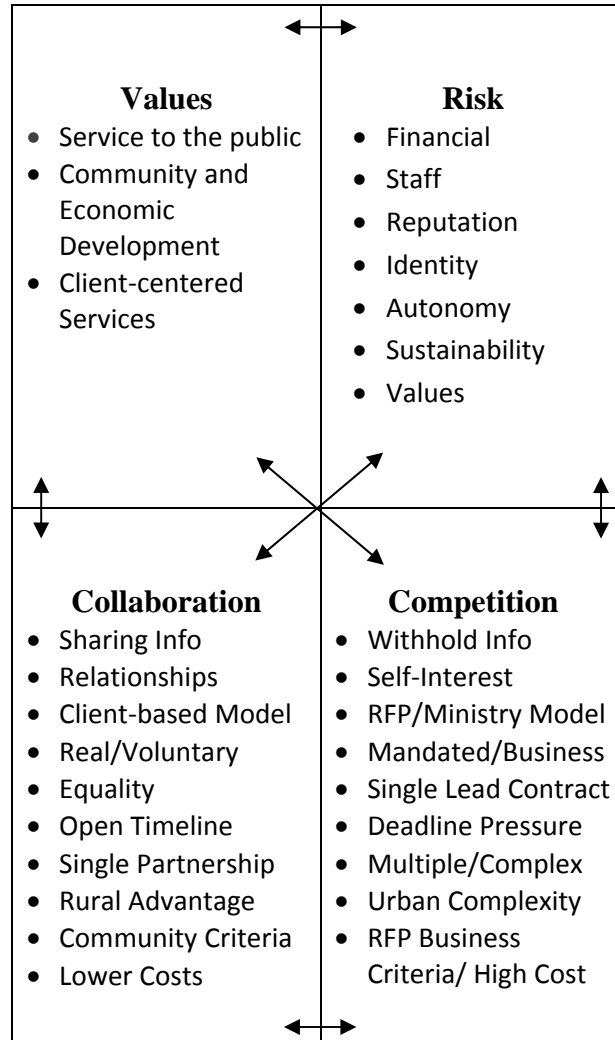 Values
• Service to the public
• Community and
Economic
Development
• Client-centered
Services
Risk
• Financial
• Staff
• Reputation
• Identity
• Autonomy
• Sustainability
• Values
Collaboration
• Sharing Info
• Relationships
• Client-based Model
• Real/Voluntary
• Equality
• Open Timeline
• Single Partnership
• Rural Advantage
• Community Criteria
• Lower Costs
Competition
• Withhold Info
• Self-Interest
• RFP/Ministry Model
• Mandated/Business
• Single Lead Contract
• Deadline Pressure
• Multiple/Complex
• Urban Complexity
• RFP Business
Criteria/ High Cost